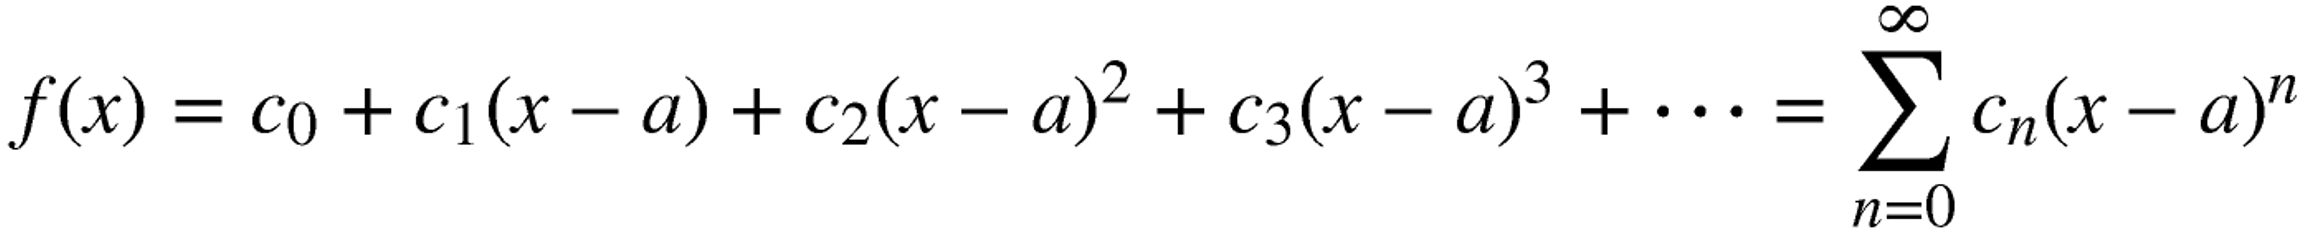 f(x) = c₀ + c₁(x − a) + c₂(x − a)² + c₃(x − a)³ + ⋯ = ∑_{n=0}^{∞} cₙ(x − a)ⁿ